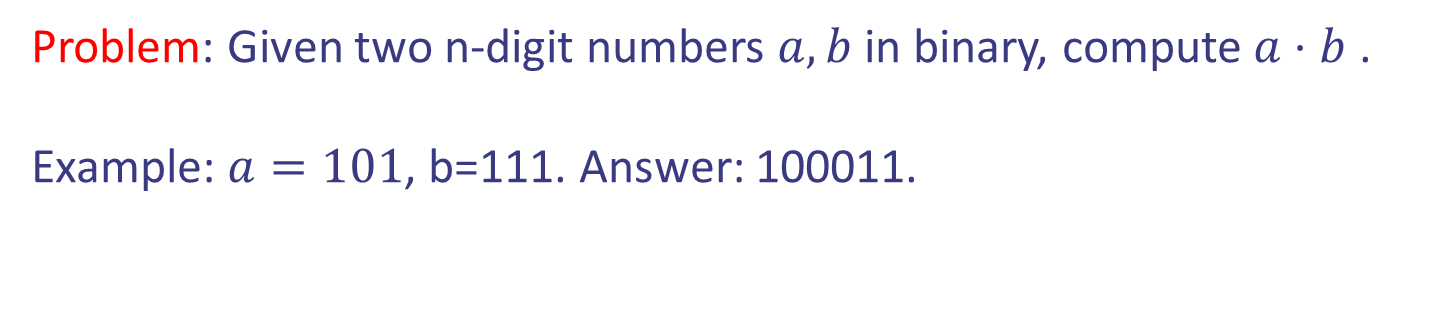 Problem: Given two n-digit numbers a, b in binary, compute a · b .
Example: a = 101, b=111. Answer: 100011.